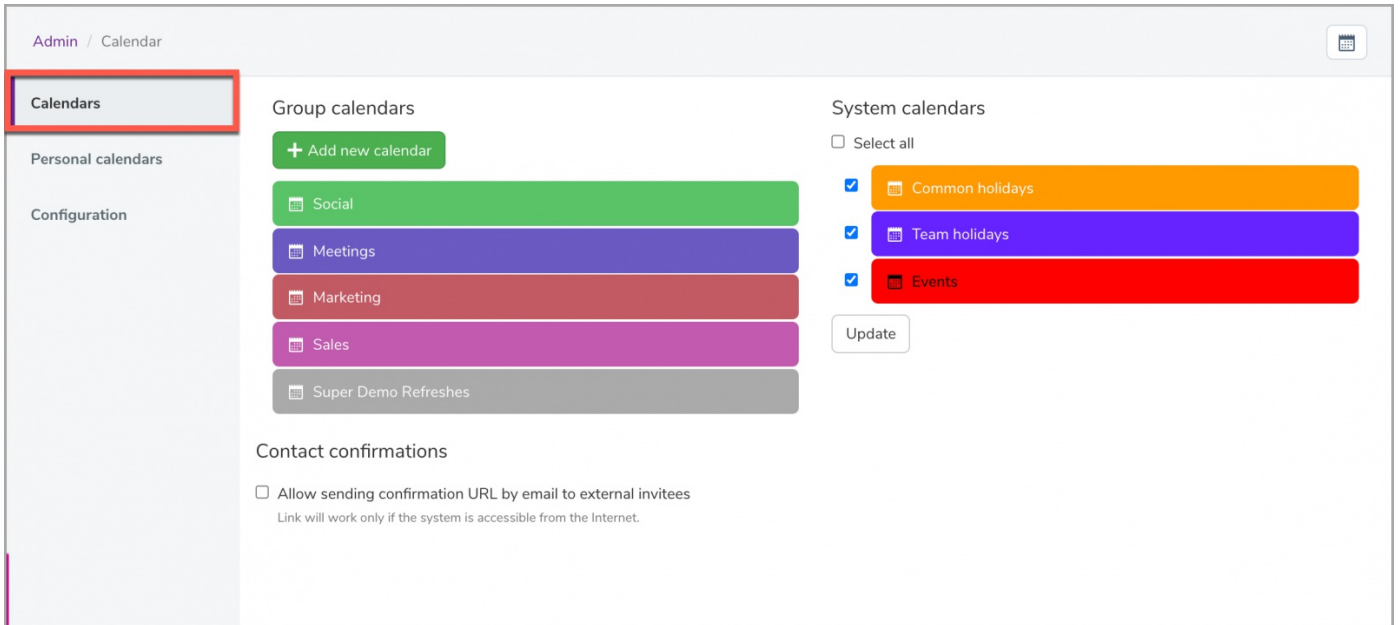 Admin / Calendar
Calendars
Personal calendars
Configuration
Group calendars
Add new calendar
Social
Meetings
Marketing
Sales
Super Demo Refreshes
Contact confirmations
Allow sending confirmation URL by email to external invitees
Link will work only if the system is accessible from the Internet.
System calendars
Select all
Common holidays
Team holidays
Events
Update